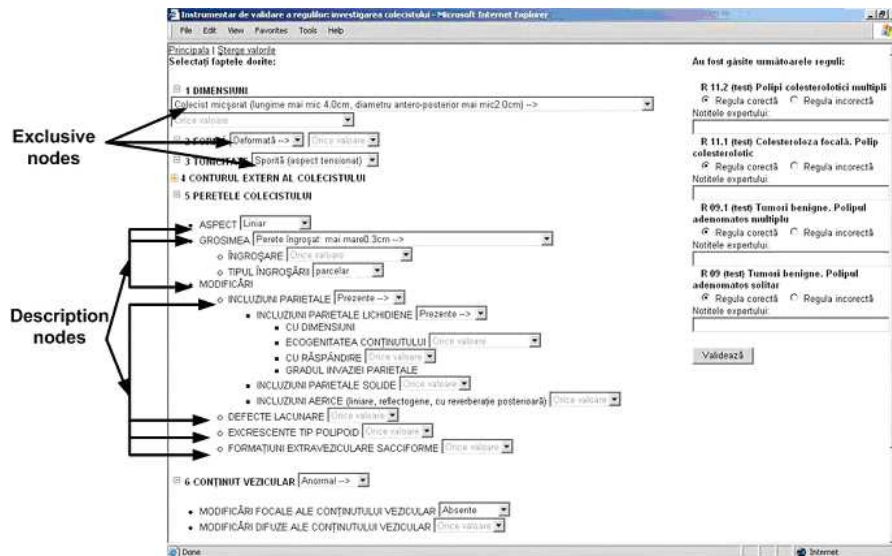 Instrumentar de validare a regulilor: investigarea colecistului - Microsoft Internet Explorer
File Edit View Favorites Tools Help
Principala | Șterge valorile
Selectați faptele dorite:
1 DIMENSIUNI
Colecist micșorat (lungime mai mic 4.0cm, diametru antero-posterior mai mic2.0cm) -->
Orice valoare
Exclusive
nodes
2 Deformată --> Orice valoare
3 TONICITATE Sporită (aspect tensionat)
4 CONTURUL EXTERN AL COLECISTULUI
5 PERETELE COLECISTULUI
ASPECT Liniar
GROSIMEA Perete îngroșat: mai mare0.3cm -->
ÎNGROȘARE Orice valoare
TIPUL ÎNGROȘĂRII parcelar
MODIFICĂRI
INCLUZIUNI PARIETALE Prezente -->
INCLUZIUNI PARIETALE LICHIDIENE Prezente -->
CU DIMENSIUNI
ECOGENITATEA CONȚINUTULUI Orice valoare
CU RĂSPÂNDIRE Orice valoare
GRADUL INVAZIEI PARIETALE
INCLUZIUNI PARIETALE SOLIDE Orice valoare
INCLUZIUNI AERICE (liniare, reflectogene, cu reverberație posterioară) Orice valoare
Description
nodes
DEFECTE LACUNARE Orice valoare
EXCRESCENTE TIP POLIPOID Orice valoare
FORMAȚIUNI EXTRAVEZICULARE SACCIFORME Orice valoare
6 CONȚINUT VEZICULAR Anormal -->
MODIFICĂRI FOCALE ALE CONȚINUTULUI VEZICULAR Absente
MODIFICĂRI DIFUZE ALE CONȚINUTULUI VEZICULAR Orice valoare
Au fost găsite următoarele reguli:
R 11.2 (test) Polipi colesterolotici multipli
Regula corectă Regula incorectă
Notitele expertului:
R 11.1 (test) Colesteroloza focală. Polip
colesterolotic
Regula corectă Regula incorectă
Notitele expertului:
R 09.1 (test) Tumori benigne. Polipul
adenomatos multiplu
Regula corectă Regula incorectă
Notitele expertului:
R 09 (test) Tumori benigne. Polipul
adenomatos solitar
Regula corectă Regula incorectă
Notitele expertului:
Validează
Done
Internet